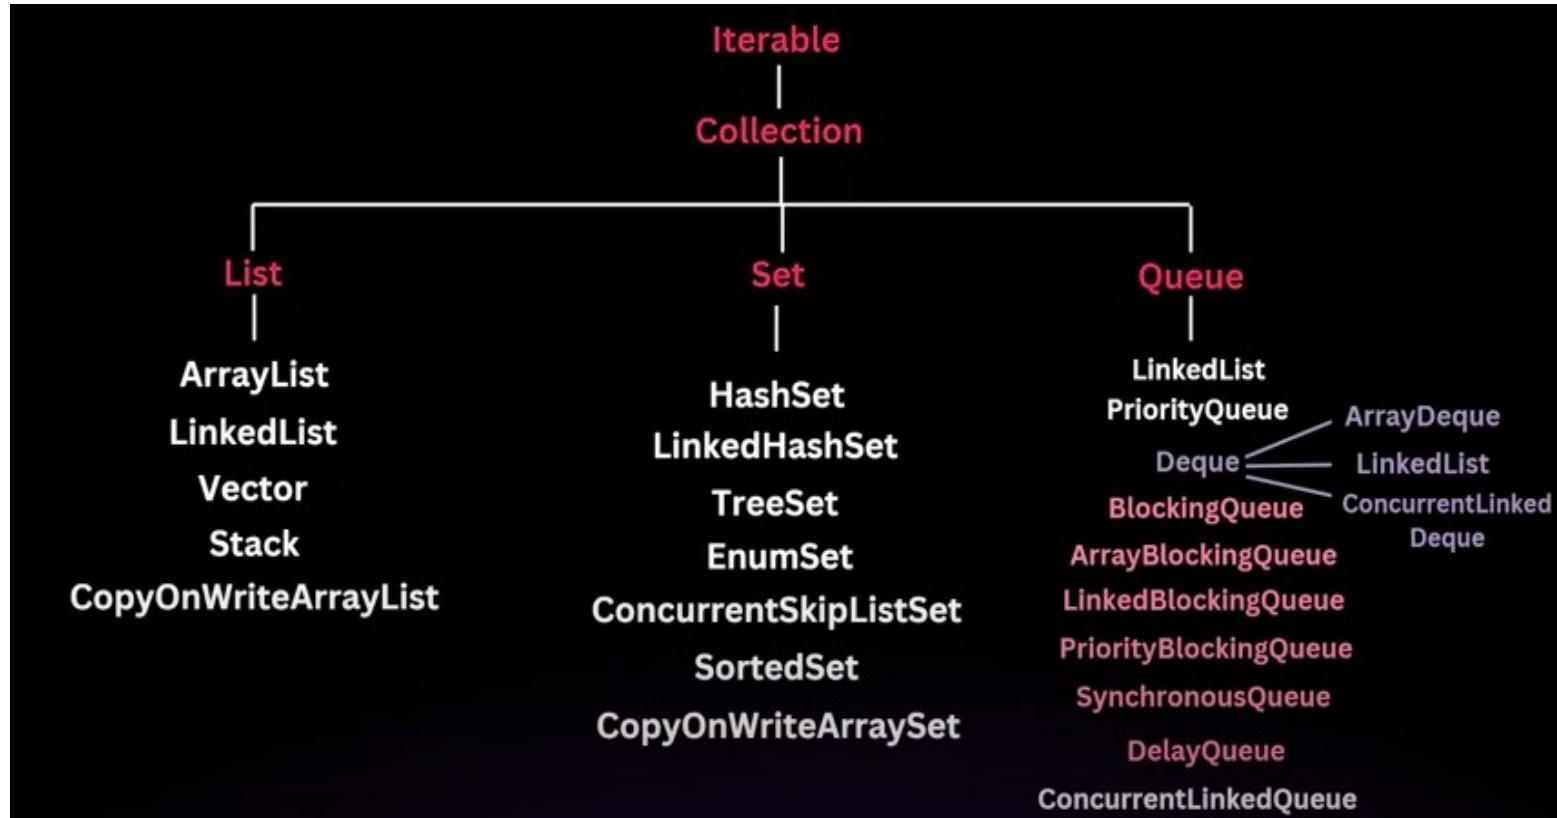 Iterable
Collection
List
Set
Queue
ArrayList
LinkedList
Vector
Stack
CopyOnWriteArrayList
HashSet
LinkedHashSet
TreeSet
EnumSet
ConcurrentSkipListSet
SortedSet
CopyOnWriteArraySet
LinkedList
PriorityQueue
Deque
ArrayDeque
LinkedList
ConcurrentLinked
Deque
BlockingQueue
ArrayBlockingQueue
LinkedBlockingQueue
PriorityBlockingQueue
SynchronousQueue
DelayQueue
ConcurrentLinkedQueue